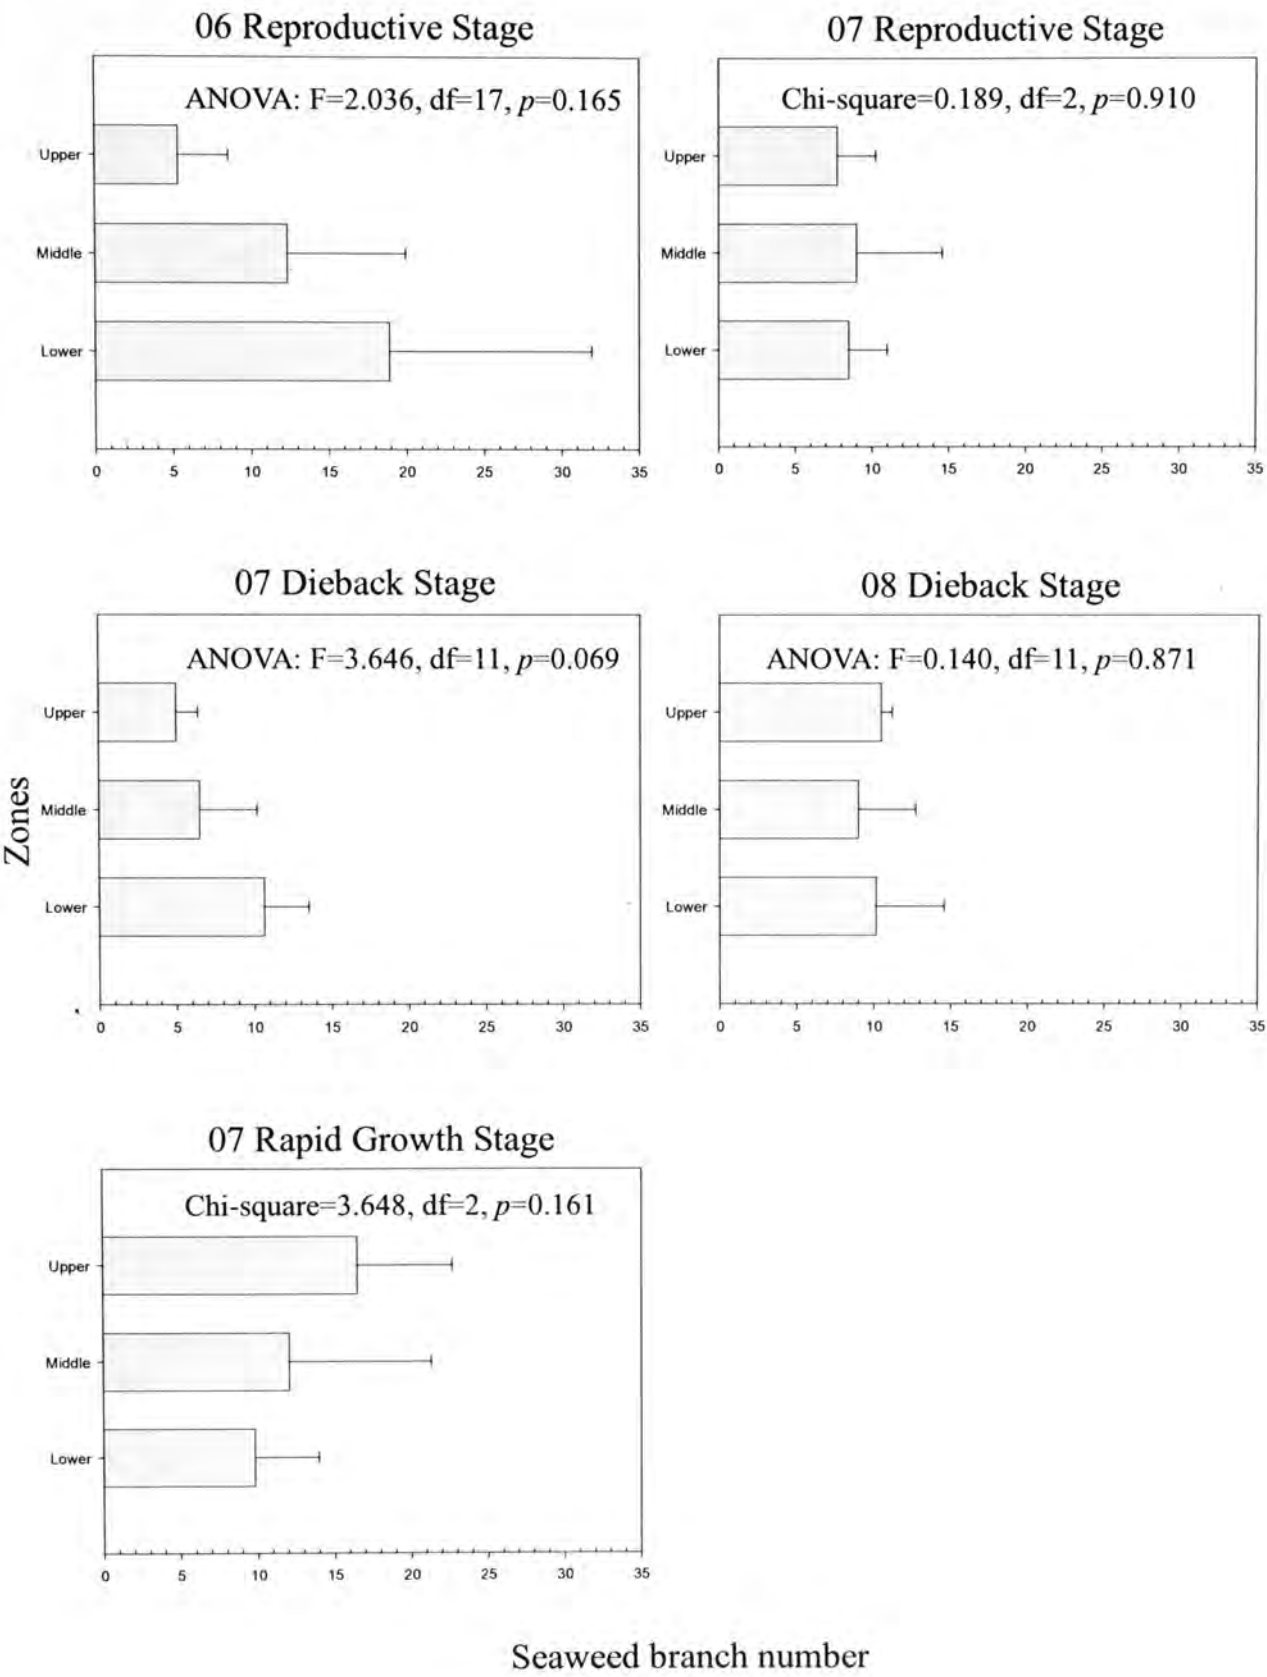 06 Reproductive Stage
ANOVA: F=2.036, df=17, p=0.165
Upper
Middle
Lower
0 5 10 15 20 25 30 35
07 Reproductive Stage
Chi-square=0.189, df=2, p=0.910
Upper
Middle
Lower
0 5 10 15 20 25 30 35
07 Dieback Stage
ANOVA: F=3.646, df=11, p=0.069
Upper
Middle
Lower
0 5 10 15 20 25 30 35
08 Dieback Stage
ANOVA: F=0.140, df=11, p=0.871
Upper
Middle
Lower
0 5 10 15 20 25 30 35
Zones
07 Rapid Growth Stage
Chi-square=3.648, df=2, p=0.161
Upper
Middle
Lower
0 5 10 15 20 25 30 35
Seaweed branch number